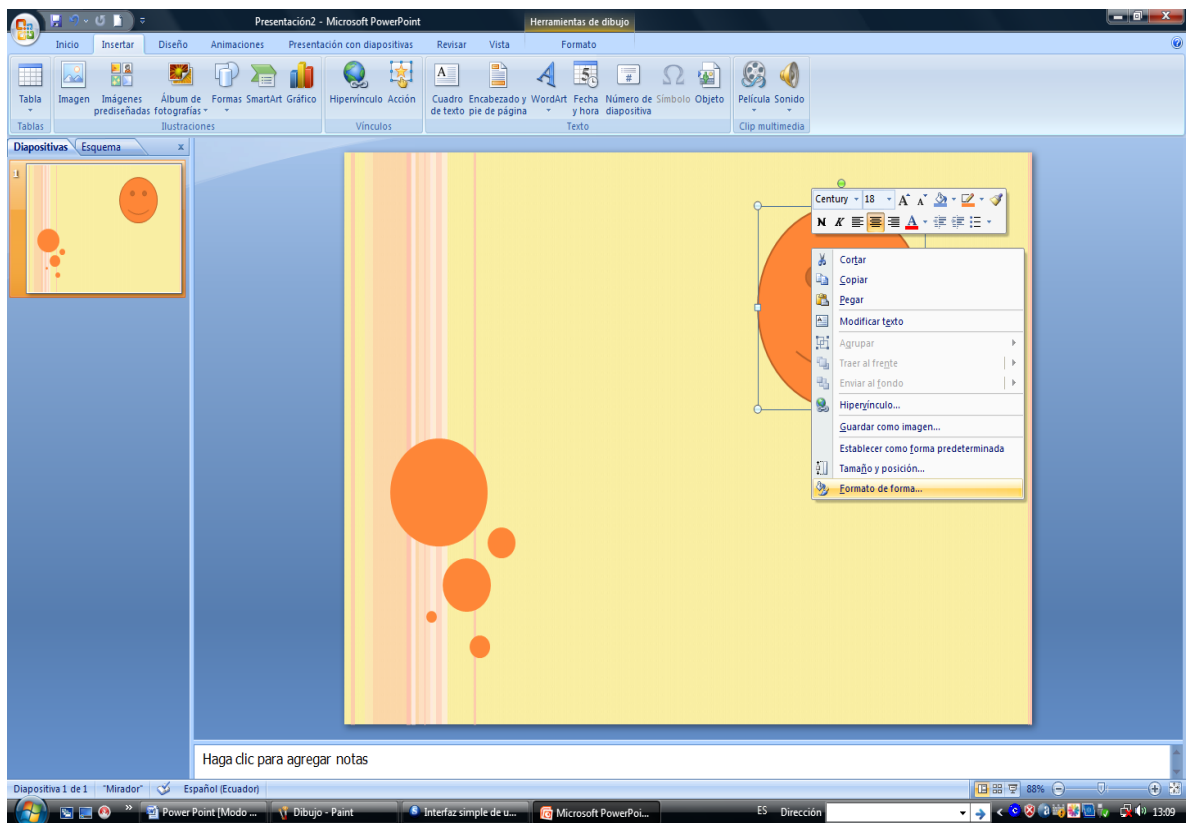 Presentación2 - Microsoft PowerPoint
Herramientas de dibujo
Inicio Insertar Diseño Animaciones Presentación con diapositivas Revisar Vista Formato
Tabla Imagen Imágenes prediseñadas Álbum de fotografías Formas SmartArt Gráfico Hipervínculo Acción Cuadro de texto Encabezado y pie de página WordArt Fecha y hora Número de diapositiva Símbolo Objeto Película Sonido
Tablas Ilustraciones Vínculos Texto Clip multimedia
Diapositivas Esquema x
1
Century 18 A A
N K A
Cortar
Copiar
Pegar
Modificar texto
Agrupar
Traer al frente
Enviar al fondo
Hipervínculo...
Guardar como imagen...
Establecer como forma predeterminada
Tamaño y posición...
Formato de forma...
Haga clic para agregar notas
Diapositiva 1 de 1 "Mirador" Español (Ecuador) 88%
Power Point [Modo ... Dibujo - Paint Interfaz simple de u... Microsoft PowerPoi... ES Dirección 13:09